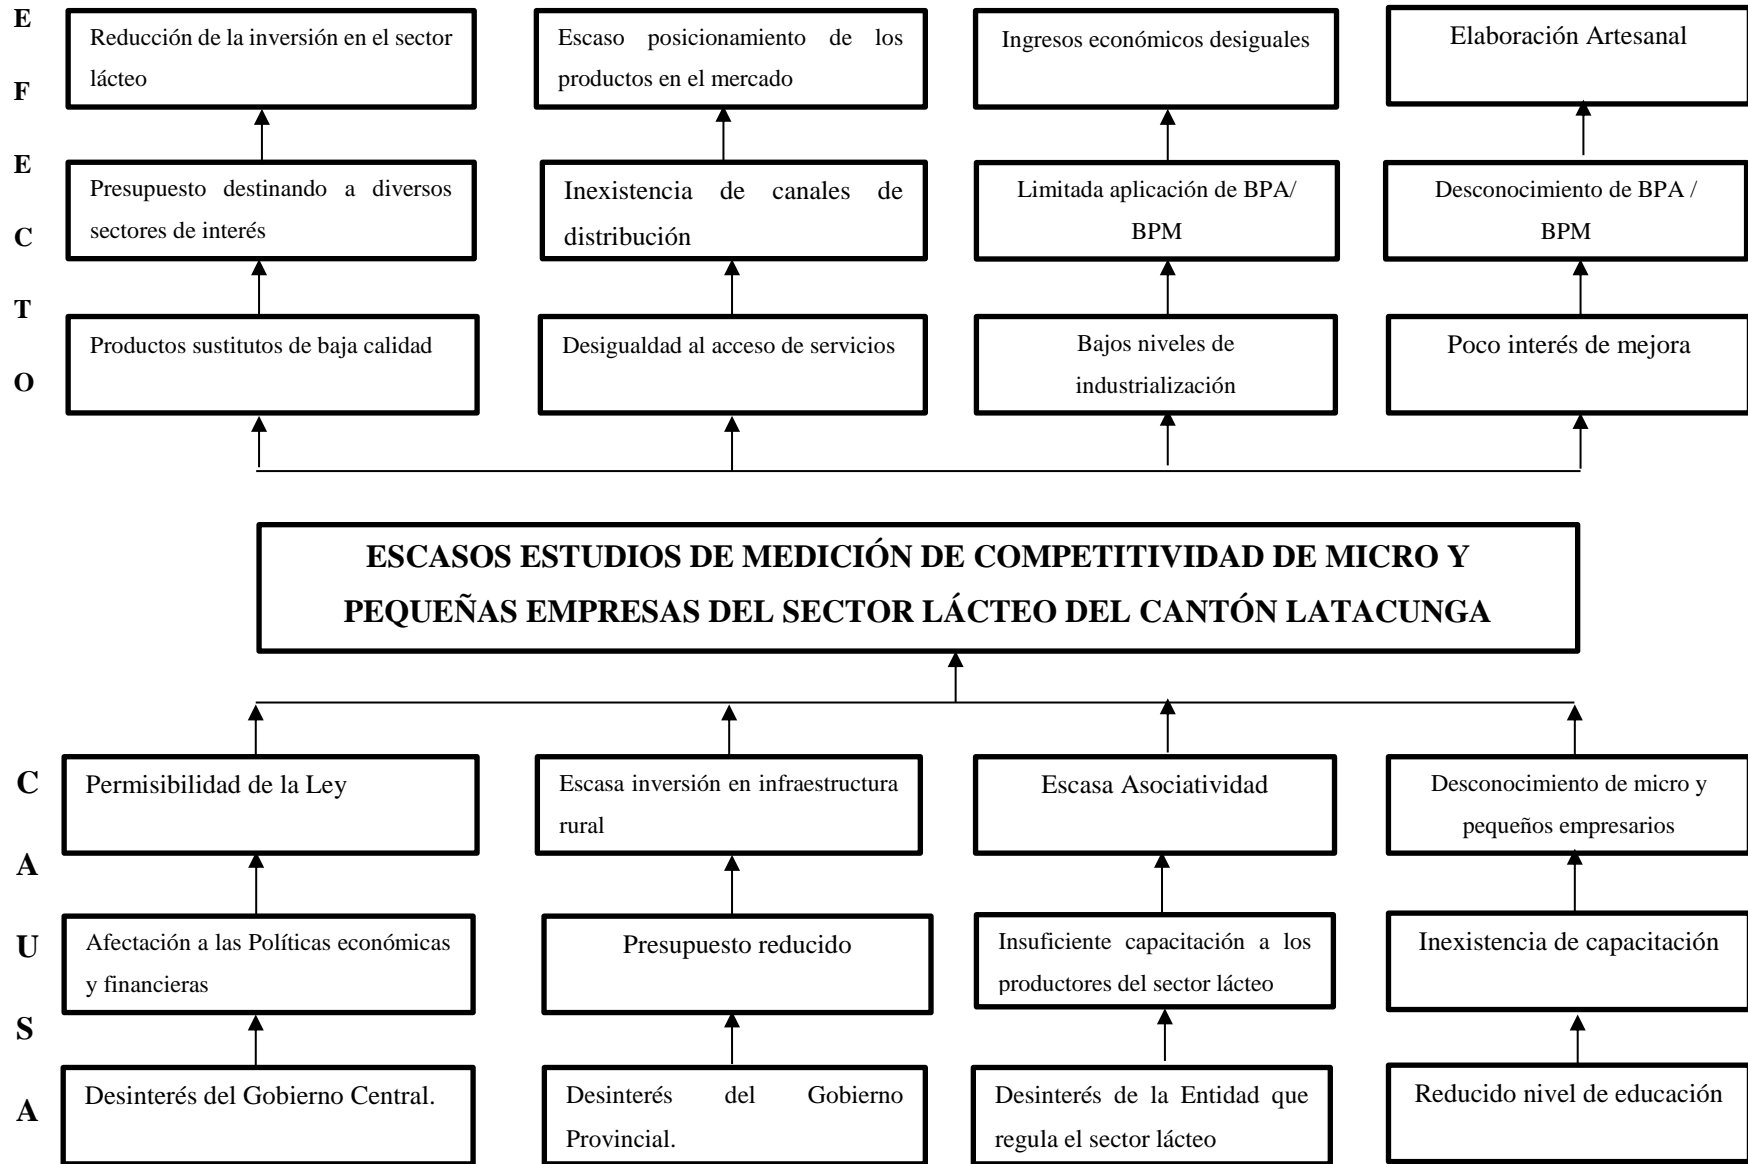 E
F
E
C
T
O
Reducción de la inversión en el sector
lácteo
Escaso posicionamiento de los
productos en el mercado
Ingresos económicos desiguales
Elaboración Artesanal
Presupuesto destinando a diversos
sectores de interés
Inexistencia de canales de
distribución
Limitada aplicación de BPA/
BPM
Desconocimiento de BPA /
BPM
Productos sustitutos de baja calidad
Desigualdad al acceso de servicios
Bajos niveles de
industrialización
Poco interés de mejora
ESCASOS ESTUDIOS DE MEDICIÓN DE COMPETITIVIDAD DE MICRO Y
PEQUEÑAS EMPRESAS DEL SECTOR LÁCTEO DEL CANTÓN LATACUNGA
C
A
U
S
A
Permisibilidad de la Ley
Escasa inversión en infraestructura
rural
Escasa Asociatividad
Desconocimiento de micro y
pequeños empresarios
Afectación a las Políticas económicas
y financieras
Presupuesto reducido
Insuficiente capacitación a los
productores del sector lácteo
Inexistencia de capacitación
Desinterés del Gobierno Central.
Desinterés del Gobierno
Provincial.
Desinterés de la Entidad que
regula el sector lácteo
Reducido nivel de educación